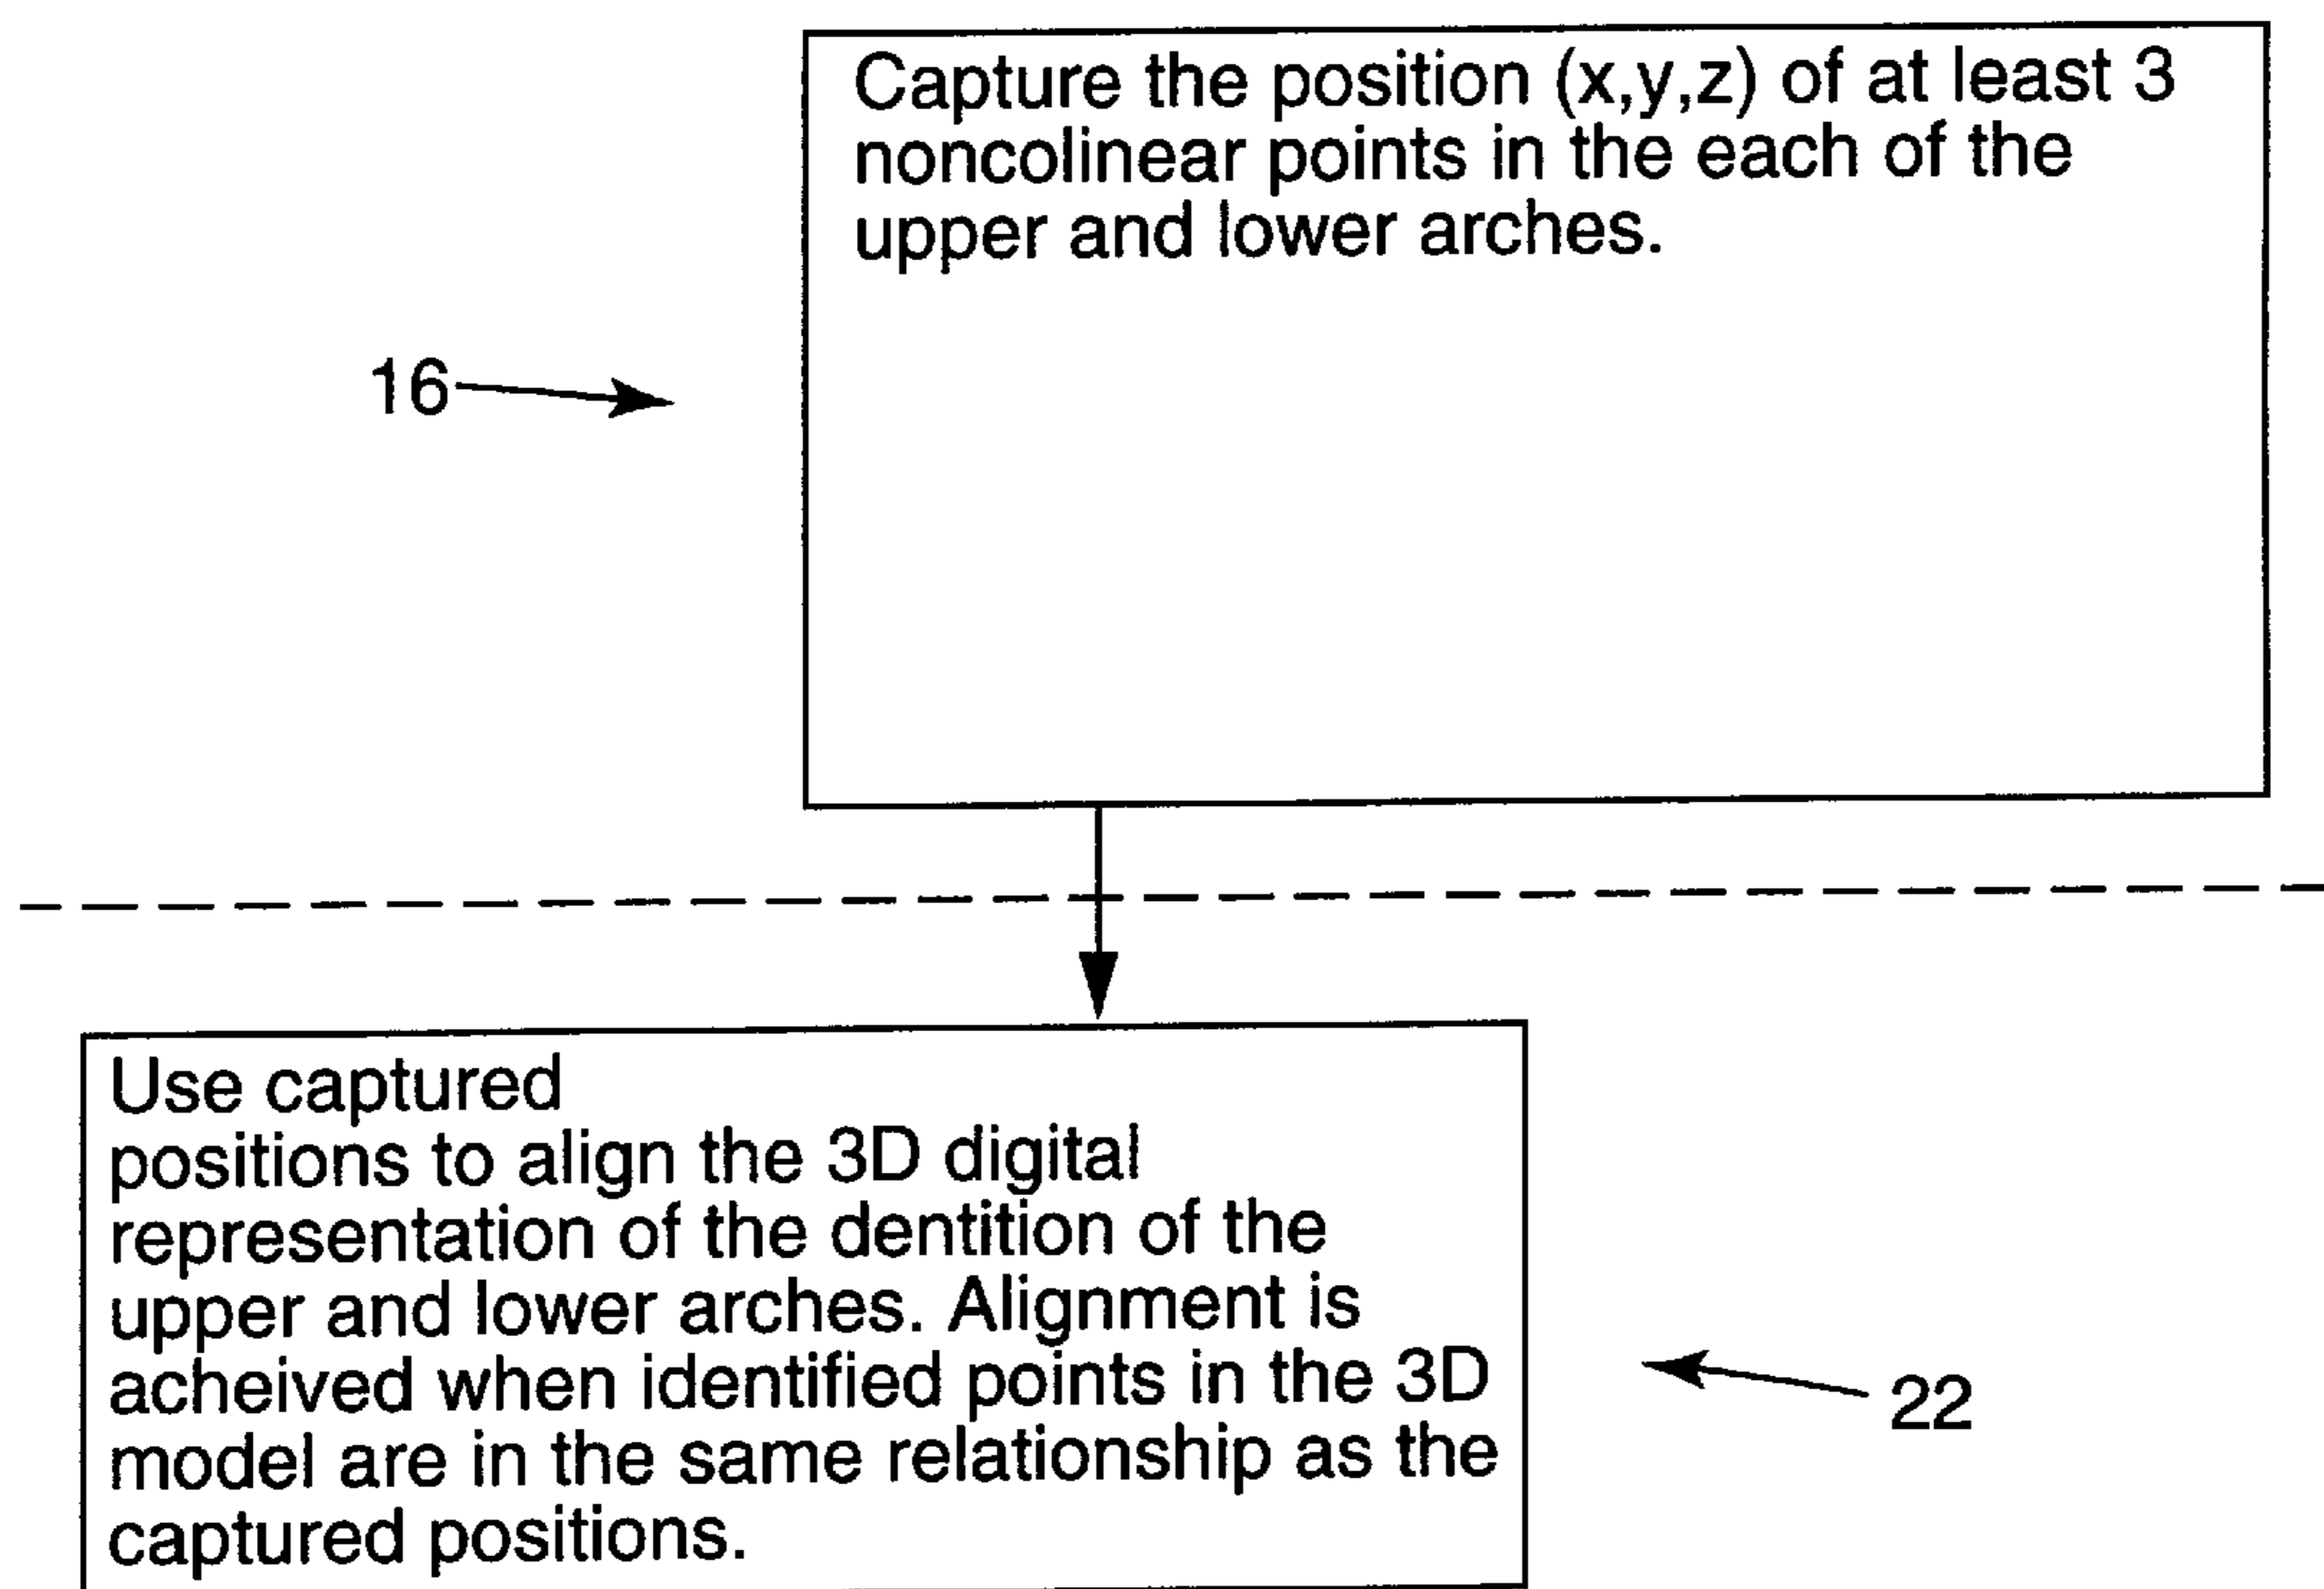 Capture the position (x,y,z) of at least 3
noncolinear points in the each of the
upper and lower arches.
16
Use captured
positions to align the 3D digital
representation of the dentition of the
upper and lower arches. Alignment is
acheived when identified points in the 3D
model are in the same relationship as the
captured positions.
22